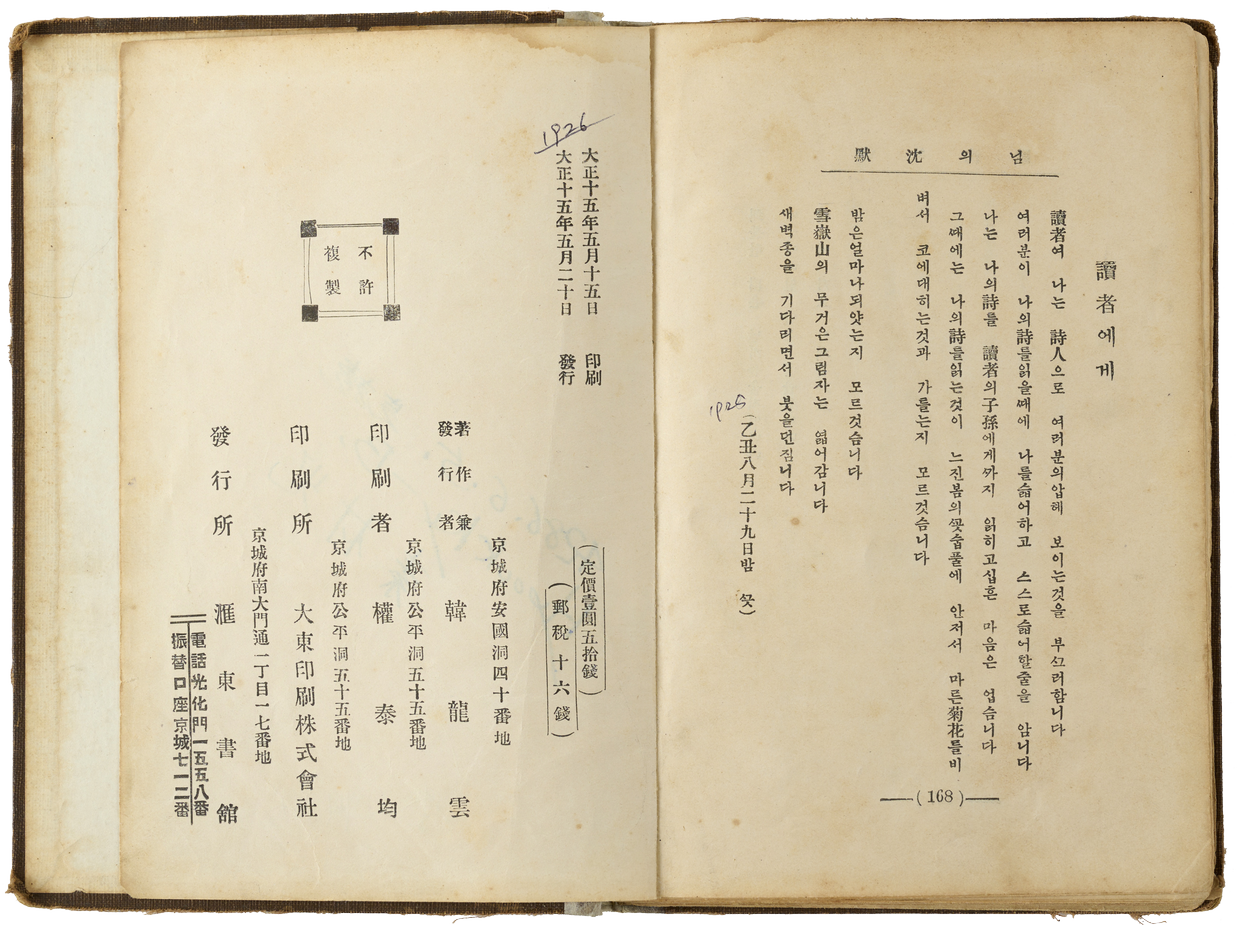 님의沈默
讀者에게
讀者여 나는 詩人으로 여러분의압헤 보이는것을 부끄러함니다
여러분이 나의詩를읽을때에 나를슯어하고 스스로슯어할줄을 암니다
나는 나의詩를 讀者의子孫에게까지 읽히고십흔 마음은 업슴니다
그때에는 나의詩를읽는것이 느진봄의꼿숩풀에 안저서 마른菊花를비
벼서 코에대히는것과 가틀는지 모르것슴니다
밤은얼마나되얏는지 모르것슴니다
雪嶽山의 무거은그림자는 엷어감니다
새벽종을 기다리면서 붓을던짐니다
(乙丑八月二十九日밤 끗)
1925
(168)
1926
大正十五年五月十五日 印刷
大正十五年五月二十日 發行
不許
複製
(定價壹圓五拾錢)
(郵稅十六錢)
京城府安國洞四十番地
著作兼
發行者 韓龍雲
京城府公平洞五十五番地
印刷者 權泰均
京城府公平洞五十五番地
印刷所 大東印刷株式會社
京城府南大門通一丁目一七番地
發行所 滙東書館
電話光化門一五五八番
振替口座京城七一二番